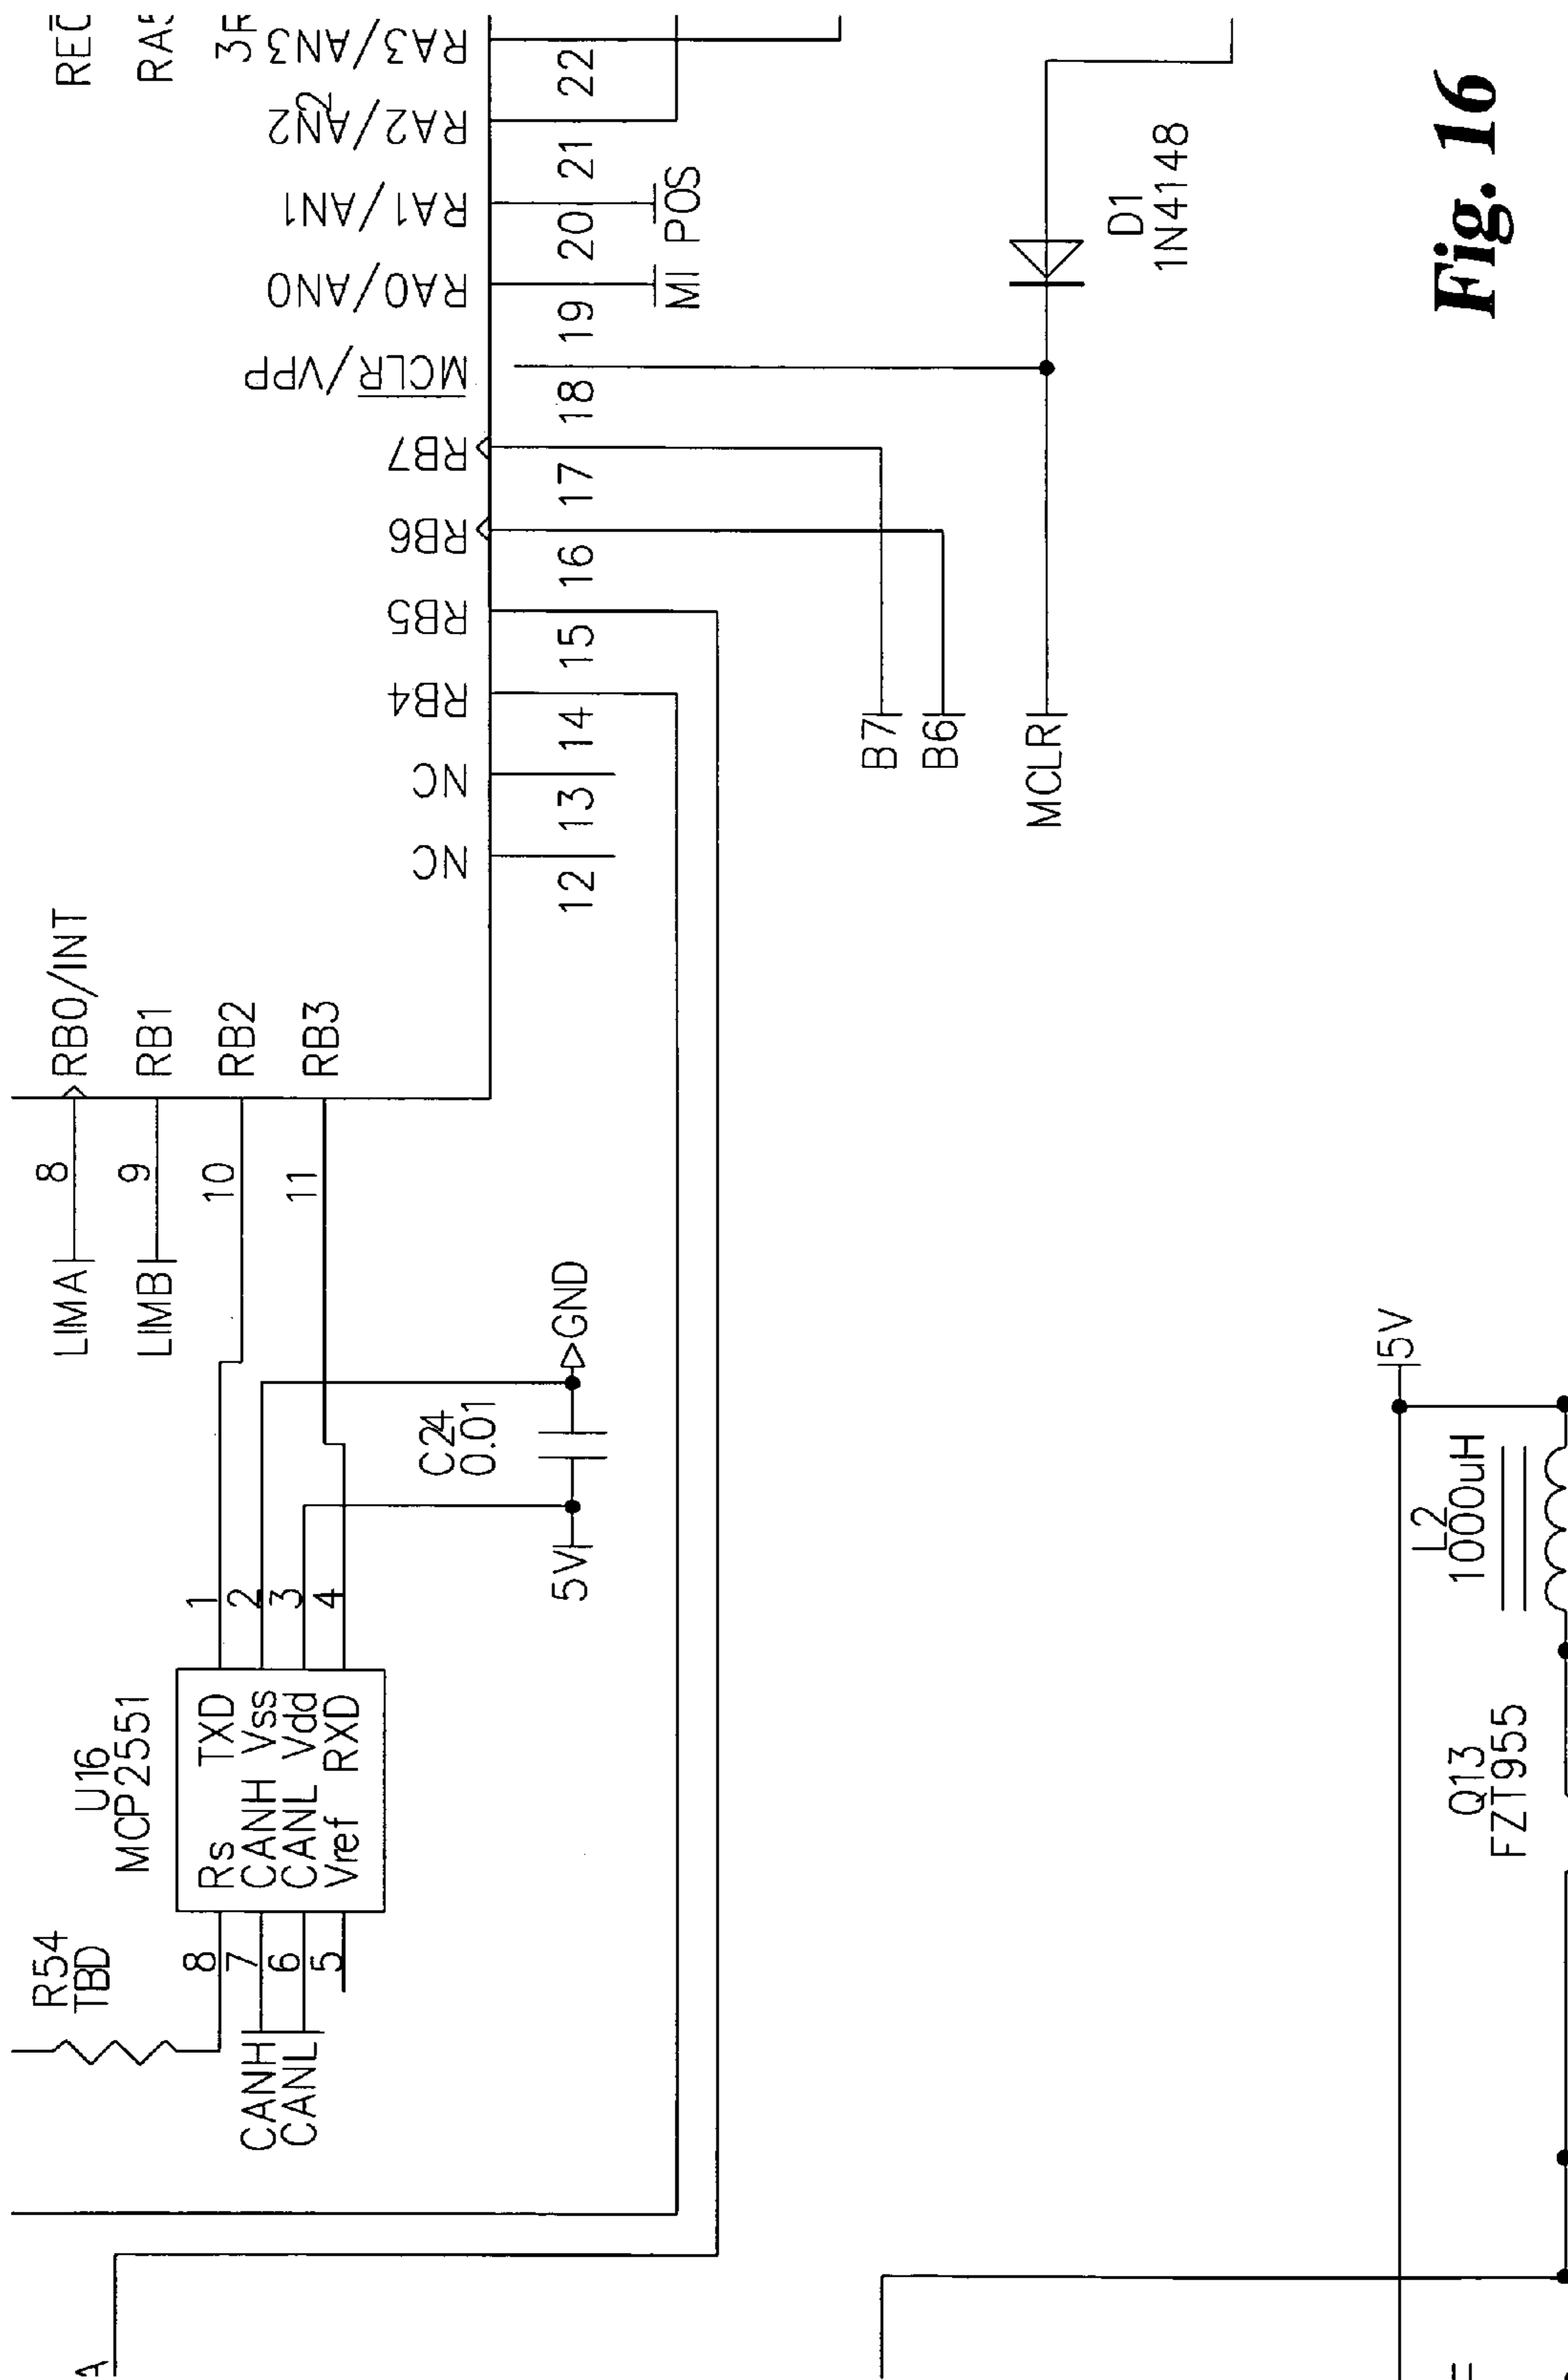 R54
TBD
U16
MCP2551
8
7
6
5
Rs
CANH
CANL
Vref
TXD
Vss
Vdd
RXD
1
2
3
4
CANH
CANL
LIMA
8
RB0/INT
LIMB
9
RB1
10
RB2
11
RB3
C24
0.01
5V
GND
NC
12
NC
13
RB4
14
RB5
15
RB6
16
RB7
17
MCLR/VPP
18
RA0/AN0
19
RA1/AN1
20
RA2/AN2
21
RA3/AN3
22
MI
POS
B7
B6
MCLR
D1
1N4148
5V
L2
1000uH
Q13
FZT955
Fig. 16